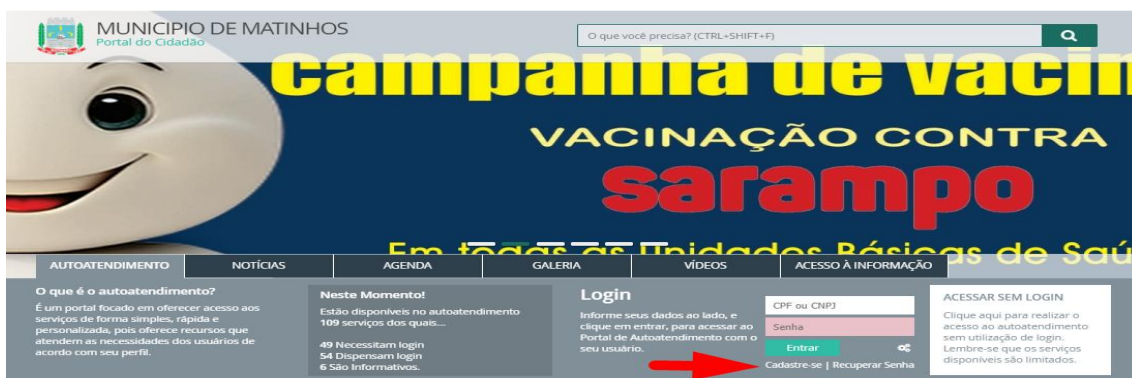 MUNICIPIO DE MATINHOS
Portal do Cidadão
O que você precisa? (CTRL+SHIFT+F)
campanha de vacin
VACINAÇÃO CONTRA
sarampo
Em todas as Unidades Básicas de Saú
AUTOATENDIMENTO NOTÍCIAS AGENDA GALERIA VÍDEOS ACESSO À INFORMAÇÃO
O que é o autoatendimento?
É um portal focado em oferecer acesso aos
serviços de forma simples, rápida e
personalizada, pois oferece recursos que
atendem as necessidades dos usuários de
acordo com seu perfil.
Neste Momento!
Estão disponíveis no autoatendimento
109 serviços dos quais...
49 Necessitam login
54 Dispensam login
6 São Informativos.
Login
Informe seus dados ao lado, e
clique em entrar, para acessar ao
Portal de Autoatendimento com o
seu usuário.
CPF ou CNPJ
Senha
Entrar
Cadastre-se | Recuperar Senha
ACESSAR SEM LOGIN
Clique aqui para realizar o
acesso ao autoatendimento
sem utilização de login.
Lembre-se que os serviços
disponíveis são limitados.